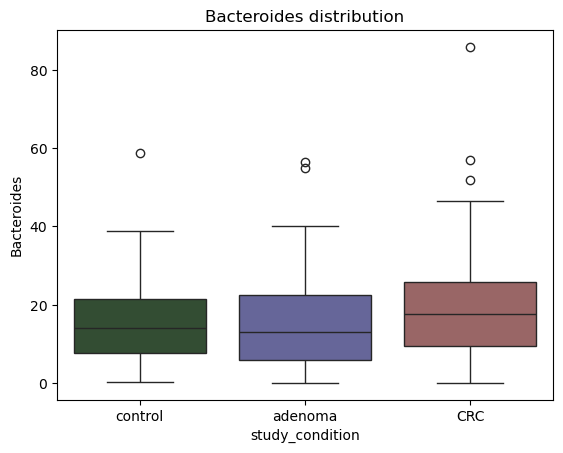 Bacteroides distribution
Bacteroides
80
60
40
20
0
control adenoma CRC
study_condition